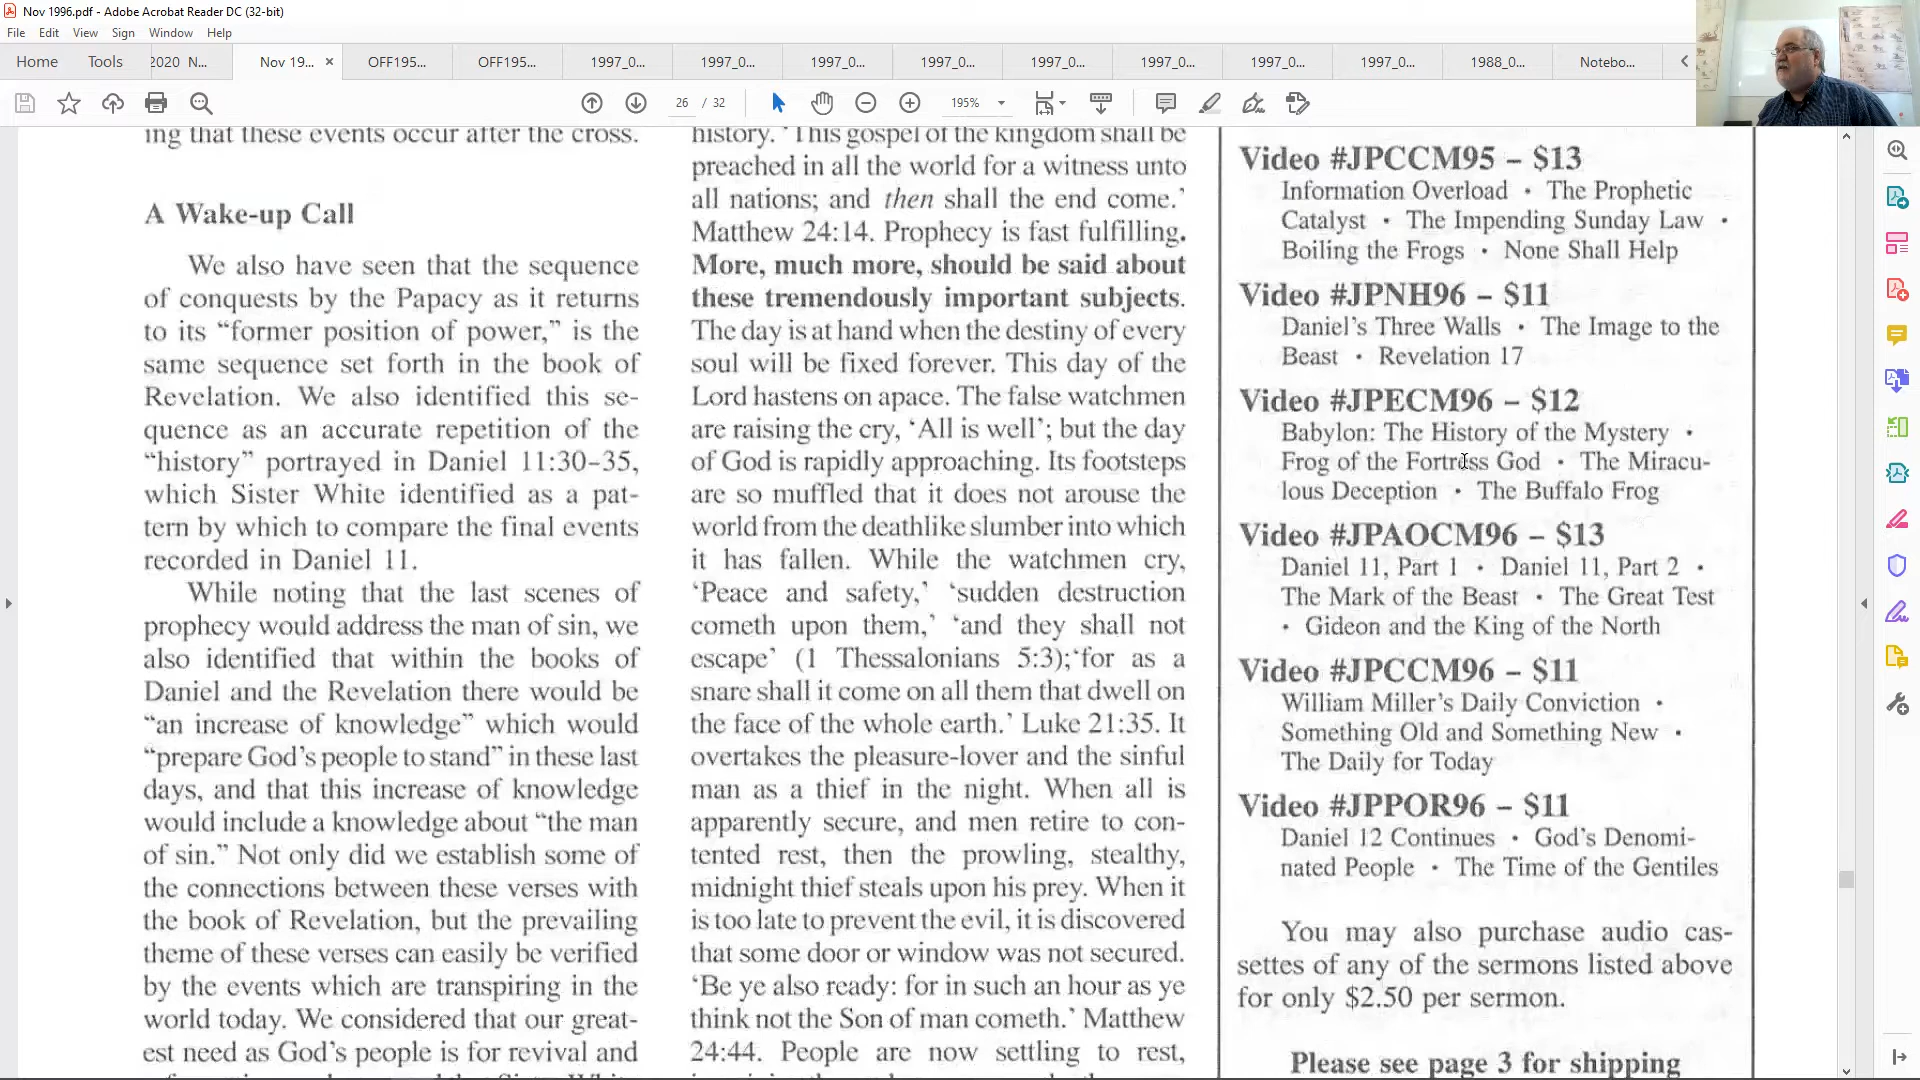 Nov 1996.pdf - Adobe Acrobat Reader DC (32-bit)
File Edit View Sign Window Help
Home Tools 2020 N... Nov 19... × OFF195... OFF195... 1997_0... 1997_0... 1997_0... 1997_0... 1997_0... 1997_0... 1997_0... 1997_0... 1988_0... Notebo...
26 / 32 195%
ing that these events occur after the cross.
A Wake-up Call
We also have seen that the sequence
of conquests by the Papacy as it returns
to its “former position of power,” is the
same sequence set forth in the book of
Revelation. We also identified this se-
quence as an accurate repetition of the
“history” portrayed in Daniel 11:30–35,
which Sister White identified as a pat-
tern by which to compare the final events
recorded in Daniel 11.
While noting that the last scenes of
prophecy would address the man of sin, we
also identified that within the books of
Daniel and the Revelation there would be
“an increase of knowledge” which would
“prepare God’s people to stand” in these last
days, and that this increase of knowledge
would include a knowledge about “the man
of sin.” Not only did we establish some of
the connections between these verses with
the book of Revelation, but the prevailing
theme of these verses can easily be verified
by the events which are transpiring in the
world today. We considered that our great-
est need as God’s people is for revival and
history. ‘This gospel of the kingdom shall be
preached in all the world for a witness unto
all nations; and then shall the end come.’
Matthew 24:14. Prophecy is fast fulfilling.
More, much more, should be said about
these tremendously important subjects.
The day is at hand when the destiny of every
soul will be fixed forever. This day of the
Lord hastens on apace. The false watchmen
are raising the cry, ‘All is well’; but the day
of God is rapidly approaching. Its footsteps
are so muffled that it does not arouse the
world from the deathlike slumber into which
it has fallen. While the watchmen cry,
‘Peace and safety,’ ‘sudden destruction
cometh upon them,’ ‘and they shall not
escape’ (1 Thessalonians 5:3);‘for as a
snare shall it come on all them that dwell on
the face of the whole earth.’ Luke 21:35. It
overtakes the pleasure-lover and the sinful
man as a thief in the night. When all is
apparently secure, and men retire to con-
tented rest, then the prowling, stealthy,
midnight thief steals upon his prey. When it
is too late to prevent the evil, it is discovered
that some door or window was not secured.
‘Be ye also ready: for in such an hour as ye
think not the Son of man cometh.’ Matthew
24:44. People are now settling to rest,
Video #JPCCM95 – $13
Information Overload • The Prophetic
Catalyst • The Impending Sunday Law •
Boiling the Frogs • None Shall Help
Video #JPNH96 – $11
Daniel’s Three Walls • The Image to the
Beast • Revelation 17
Video #JPECM96 – $12
Babylon: The History of the Mystery •
Frog of the Fortress God • The Miracu-
lous Deception • The Buffalo Frog
Video #JPAOCM96 – $13
Daniel 11, Part 1 • Daniel 11, Part 2 •
The Mark of the Beast • The Great Test
• Gideon and the King of the North
Video #JPCCM96 – $11
William Miller’s Daily Conviction •
Something Old and Something New •
The Daily for Today
Video #JPPOR96 – $11
Daniel 12 Continues • God’s Denomi-
nated People • The Time of the Gentiles
You may also purchase audio cas-
settes of any of the sermons listed above
for only $2.50 per sermon.
Please see page 3 for shipping